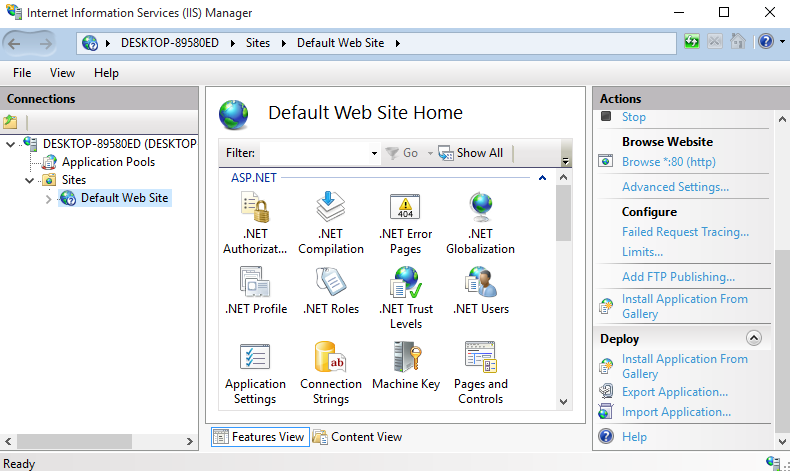 Internet Information Services (IIS) Manager
DESKTOP-89580ED
Sites
Default Web Site
File View Help
Connections
DESKTOP-89580ED (DESKTOP
Application Pools
Sites
Default Web Site
Default Web Site Home
Filter:
Go
Show All
ASP.NET
.NET
Authorizat...
.NET
Compilation
.NET Error
Pages
.NET
Globalization
.NET Profile
.NET Roles
.NET Trust
Levels
.NET Users
Application
Settings
Connection
Strings
Machine Key
Pages and
Controls
Features View
Content View
Actions
Stop
Browse Website
Browse *:80 (http)
Advanced Settings...
Configure
Failed Request Tracing...
Limits...
Add FTP Publishing...
Install Application From
Gallery
Deploy
Install Application From
Gallery
Export Application...
Import Application...
Help
Ready